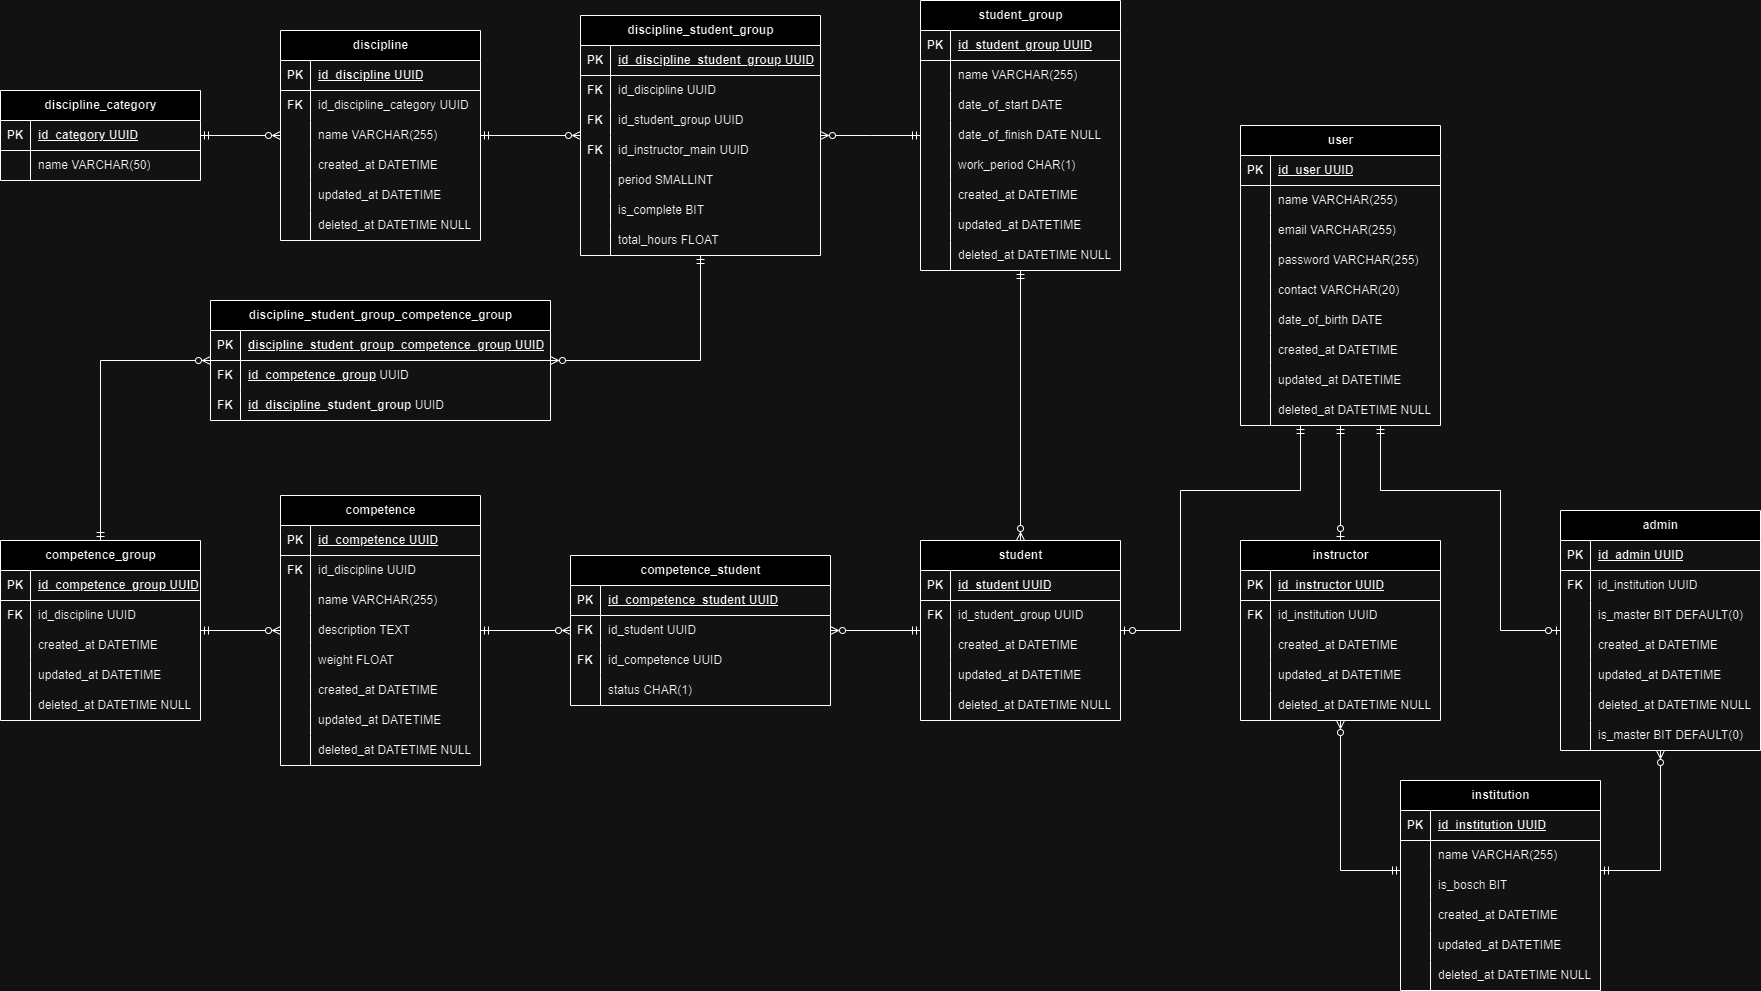 discipline_category
PK id_category UUID
name VARCHAR(50)
discipline
PK id_discipline UUID
FK id_discipline_category UUID
name VARCHAR(255)
created_at DATETIME
updated_at DATETIME
deleted_at DATETIME NULL
discipline_student_group
PK id_discipline_student_group UUID
FK id_discipline UUID
FK id_student_group UUID
FK id_instructor_main UUID
period SMALLINT
is_complete BIT
total_hours FLOAT
student_group
PK id_student_group UUID
name VARCHAR(255)
date_of_start DATE
date_of_finish DATE NULL
work_period CHAR(1)
created_at DATETIME
updated_at DATETIME
deleted_at DATETIME NULL
user
PK id_user UUID
name VARCHAR(255)
email VARCHAR(255)
password VARCHAR(255)
contact VARCHAR(20)
date_of_birth DATE
created_at DATETIME
updated_at DATETIME
deleted_at DATETIME NULL
discipline_student_group_competence_group
PK discipline_student_group_competence_group UUID
FK id_competence_group UUID
FK id_discipline_student_group UUID
competence_group
PK id_competence_group UUID
FK id_discipline UUID
created_at DATETIME
updated_at DATETIME
deleted_at DATETIME NULL
competence
PK id_competence UUID
FK id_discipline UUID
name VARCHAR(255)
description TEXT
weight FLOAT
created_at DATETIME
updated_at DATETIME
deleted_at DATETIME NULL
competence_student
PK id_competence_student UUID
FK id_student UUID
FK id_competence UUID
status CHAR(1)
student
PK id_student UUID
FK id_student_group UUID
created_at DATETIME
updated_at DATETIME
deleted_at DATETIME NULL
instructor
PK id_instructor UUID
FK id_institution UUID
created_at DATETIME
updated_at DATETIME
deleted_at DATETIME NULL
admin
PK id_admin UUID
FK id_institution UUID
is_master BIT DEFAULT(0)
created_at DATETIME
updated_at DATETIME
deleted_at DATETIME NULL
is_master BIT DEFAULT(0)
institution
PK id_institution UUID
name VARCHAR(255)
is_bosch BIT
created_at DATETIME
updated_at DATETIME
deleted_at DATETIME NULL